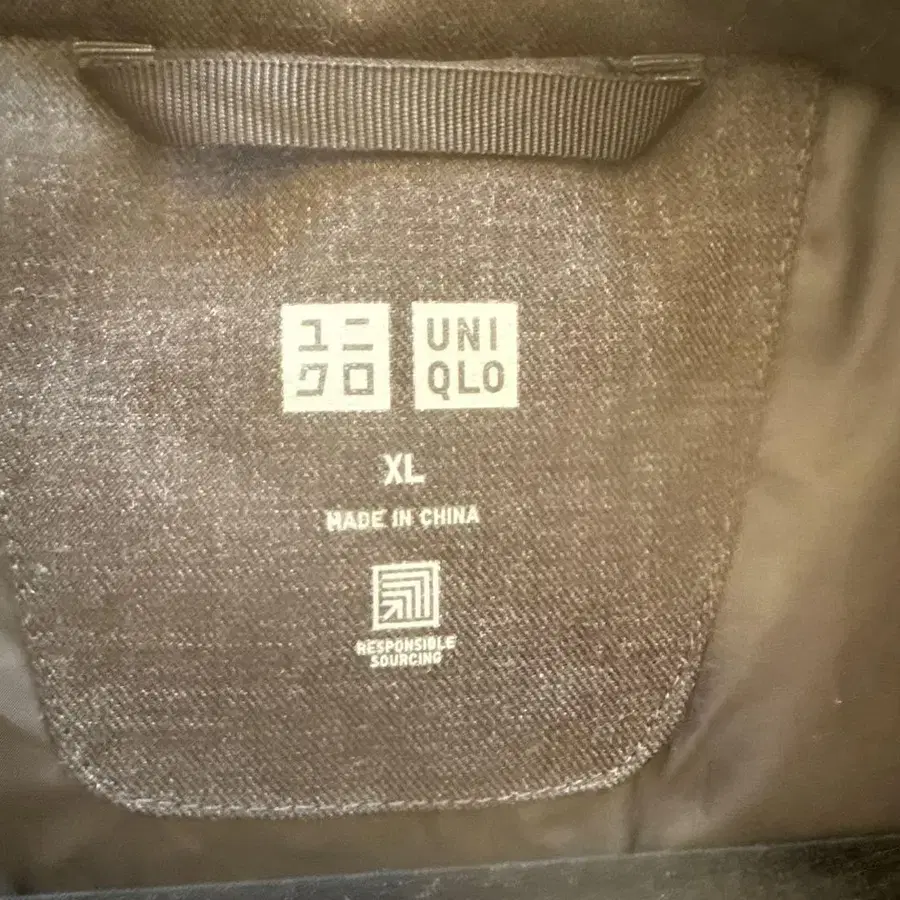 ユニ UNI
クロ QLO
XL
MADE IN CHINA
RESPONSIBLE
SOURCING